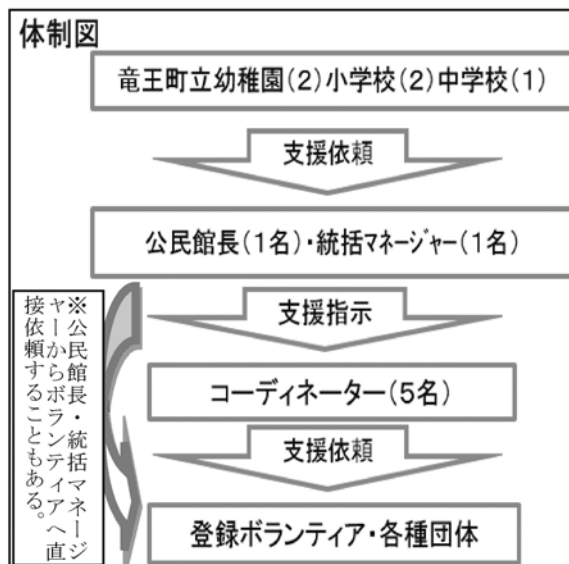 体制図
竜王町立幼稚園(2)小学校(2)中学校(1)
支援依頼
公民館長(1名)・統括マネージャー(1名)
支援指示
コーディネーター(5名)
支援依頼
登録ボランティア・各種団体
※公民館長・統括マネージ
ャーからボランティアへ直
接依頼することもある。